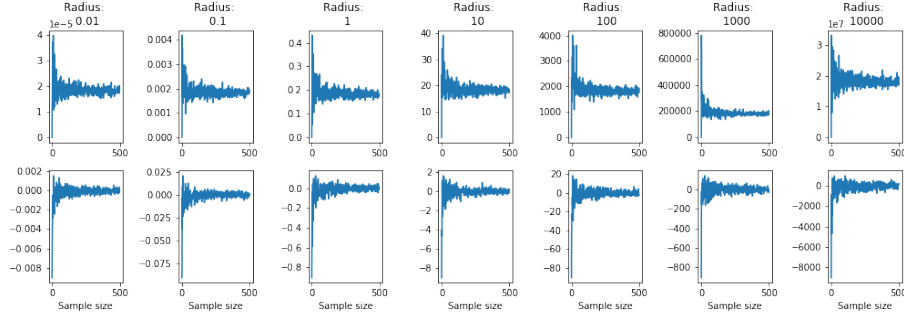 Radius: Radius: Radius: Radius: Radius: Radius: Radius:
0.01 0.1 1 10 100 1000 10000
1e−5 1e7
4 0.004 0.4 40 4000 800000 3
3 0.003 0.3 30 3000 600000 2
2 0.002 0.2 20 2000 400000 1
1 0.001 0.1 10 1000 200000 0
0 0.000 0.0 0 0 0
0 500 0 500 0 500 0 500 0 500 0 500 0 500
0.002 0.025 0.0 2 20 0 0
0.000 0.000 −0.2 0 0 −200 −2000
−0.002 −0.025 −0.4 −2 −20 −400 −4000
−0.004 −0.050 −0.6 −4 −40 −600 −6000
−0.006 −0.075 −0.8 −6 −60 −800 −8000
−0.008 −8 −80
0 500 0 500 0 500 0 500 0 500 0 500 0 500
Sample size Sample size Sample size Sample size Sample size Sample size Sample size